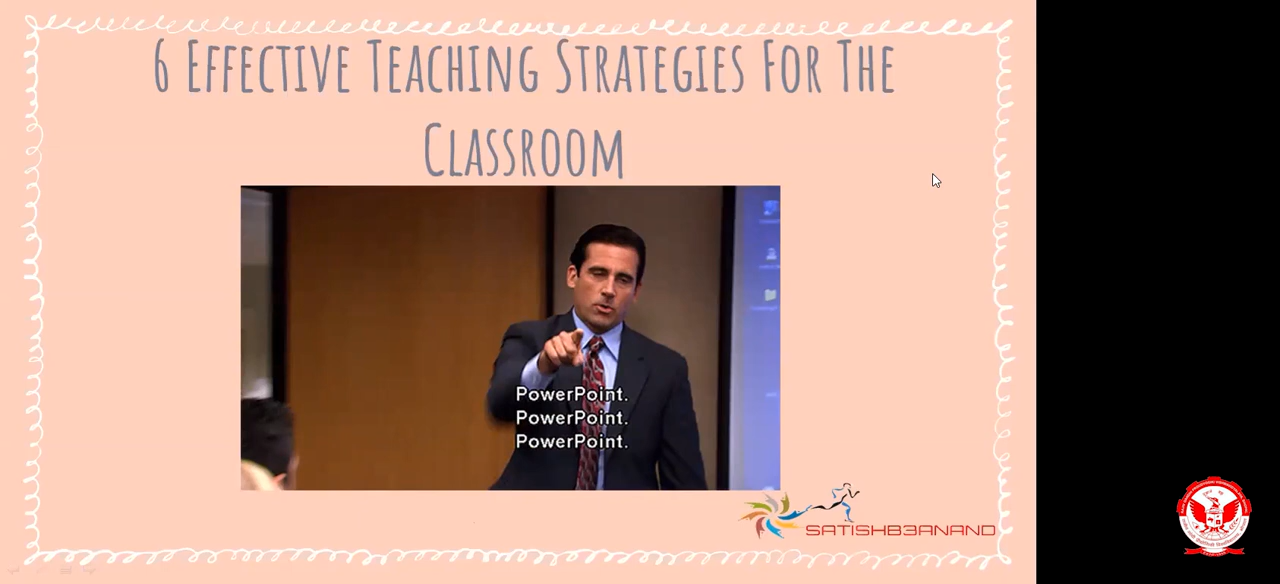 6 Effective Teaching Strategies For The
Classroom
PowerPoint.
PowerPoint.
PowerPoint.
SATISHB3ANAND